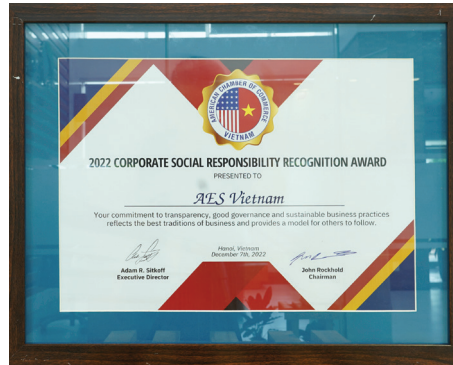 AMERICAN CHAMBER OF COMMERCE
VIETNAM
2022 CORPORATE SOCIAL RESPONSIBILITY RECOGNITION AWARD
PRESENTED TO
AES Vietnam
Your commitment to transparency, good governance and sustainable business practices
reflects the best traditions of business and provides a model for others to follow.
Hanoi, Vietnam
December 7th, 2022
Adam R. Sitkoff
Executive Director
John Rockhold
Chairman